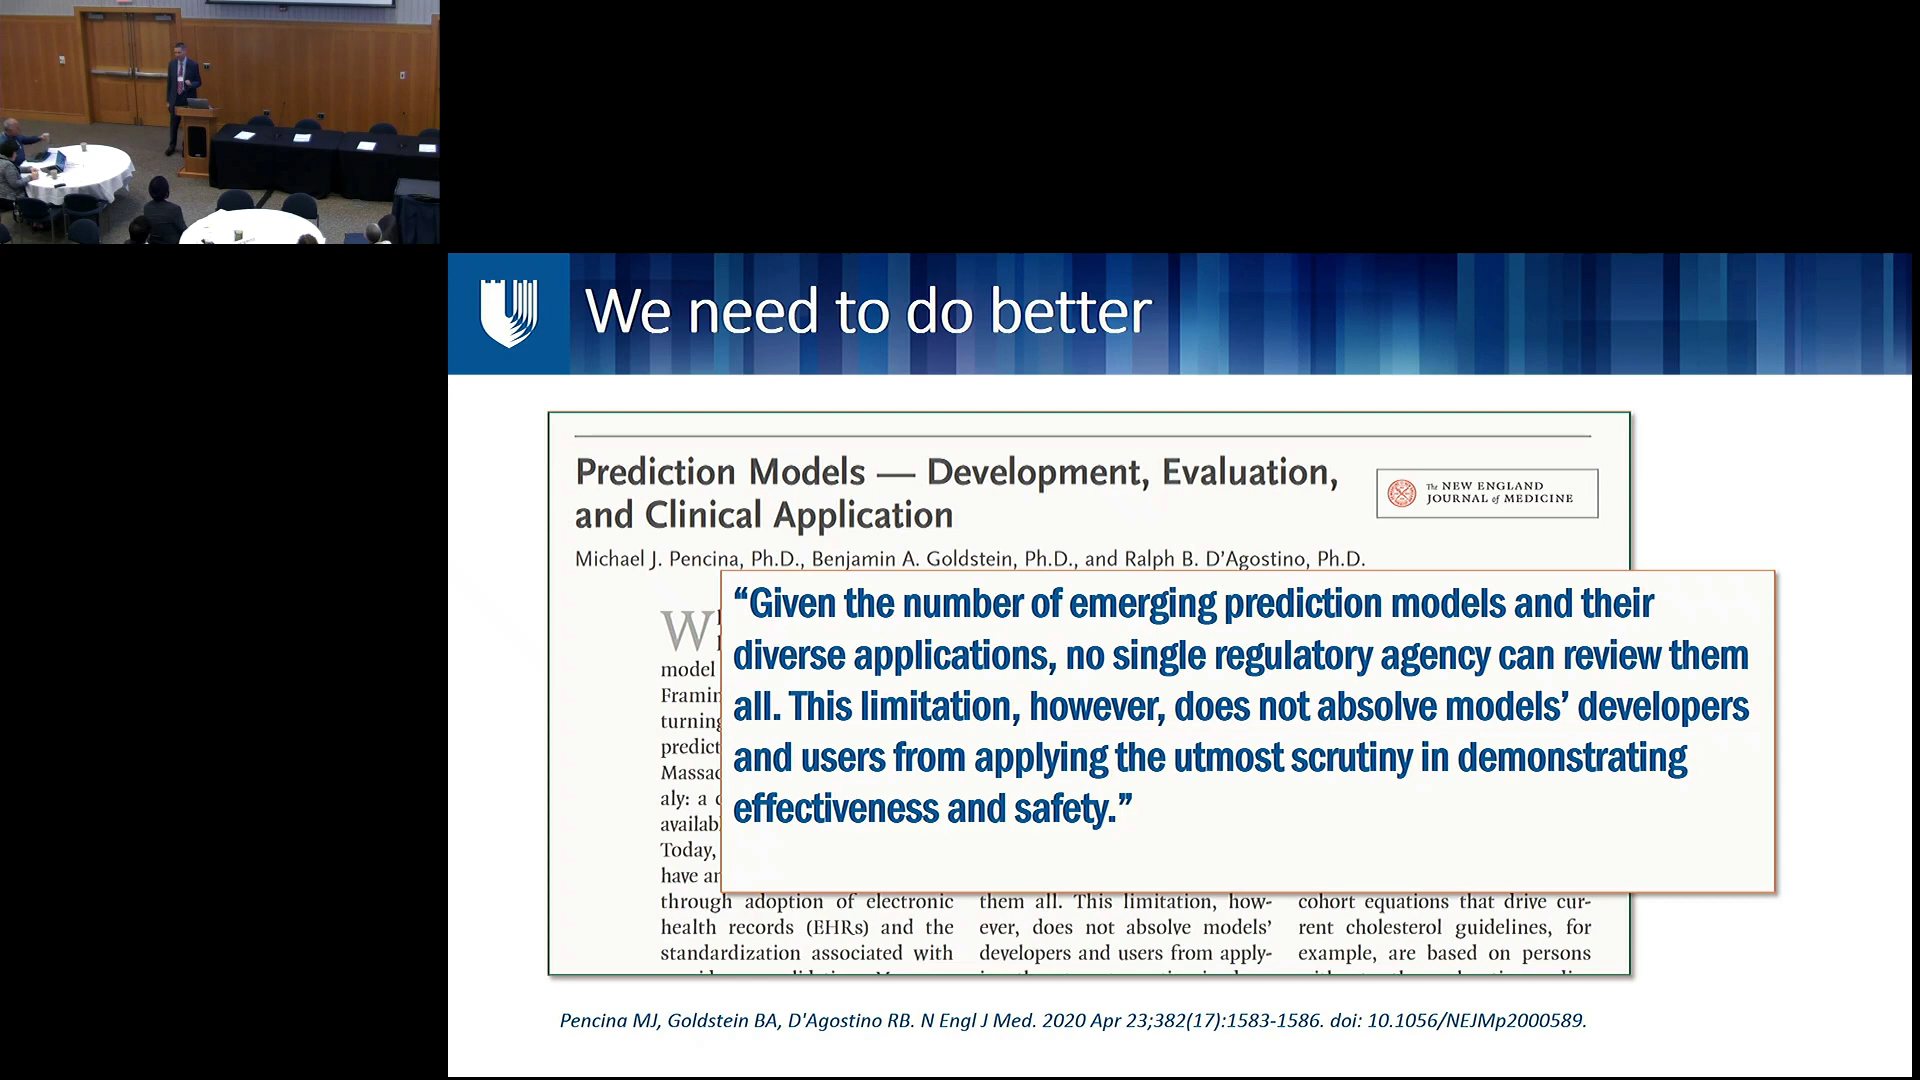 We need to do better
Prediction Models — Development, Evaluation,
and Clinical Application
The NEW ENGLAND
JOURNAL of MEDICINE
Michael J. Pencina, Ph.D., Benjamin A. Goldstein, Ph.D., and Ralph B. D’Agostino, Ph.D.
“Given the number of emerging prediction models and their
diverse applications, no single regulatory agency can review them
all. This limitation, however, does not absolve models’ developers
and users from applying the utmost scrutiny in demonstrating
effectiveness and safety.”
W
model
Framin
turning
predict
Massac
aly: a
availab
Today,
have an
through adoption of electronic
health records (EHRs) and the
standardization associated with
them all. This limitation, how-
ever, does not absolve models’
developers and users from apply-
cohort equations that drive cur-
rent cholesterol guidelines, for
example, are based on persons
Pencina MJ, Goldstein BA, D'Agostino RB. N Engl J Med. 2020 Apr 23;382(17):1583-1586. doi: 10.1056/NEJMp2000589.